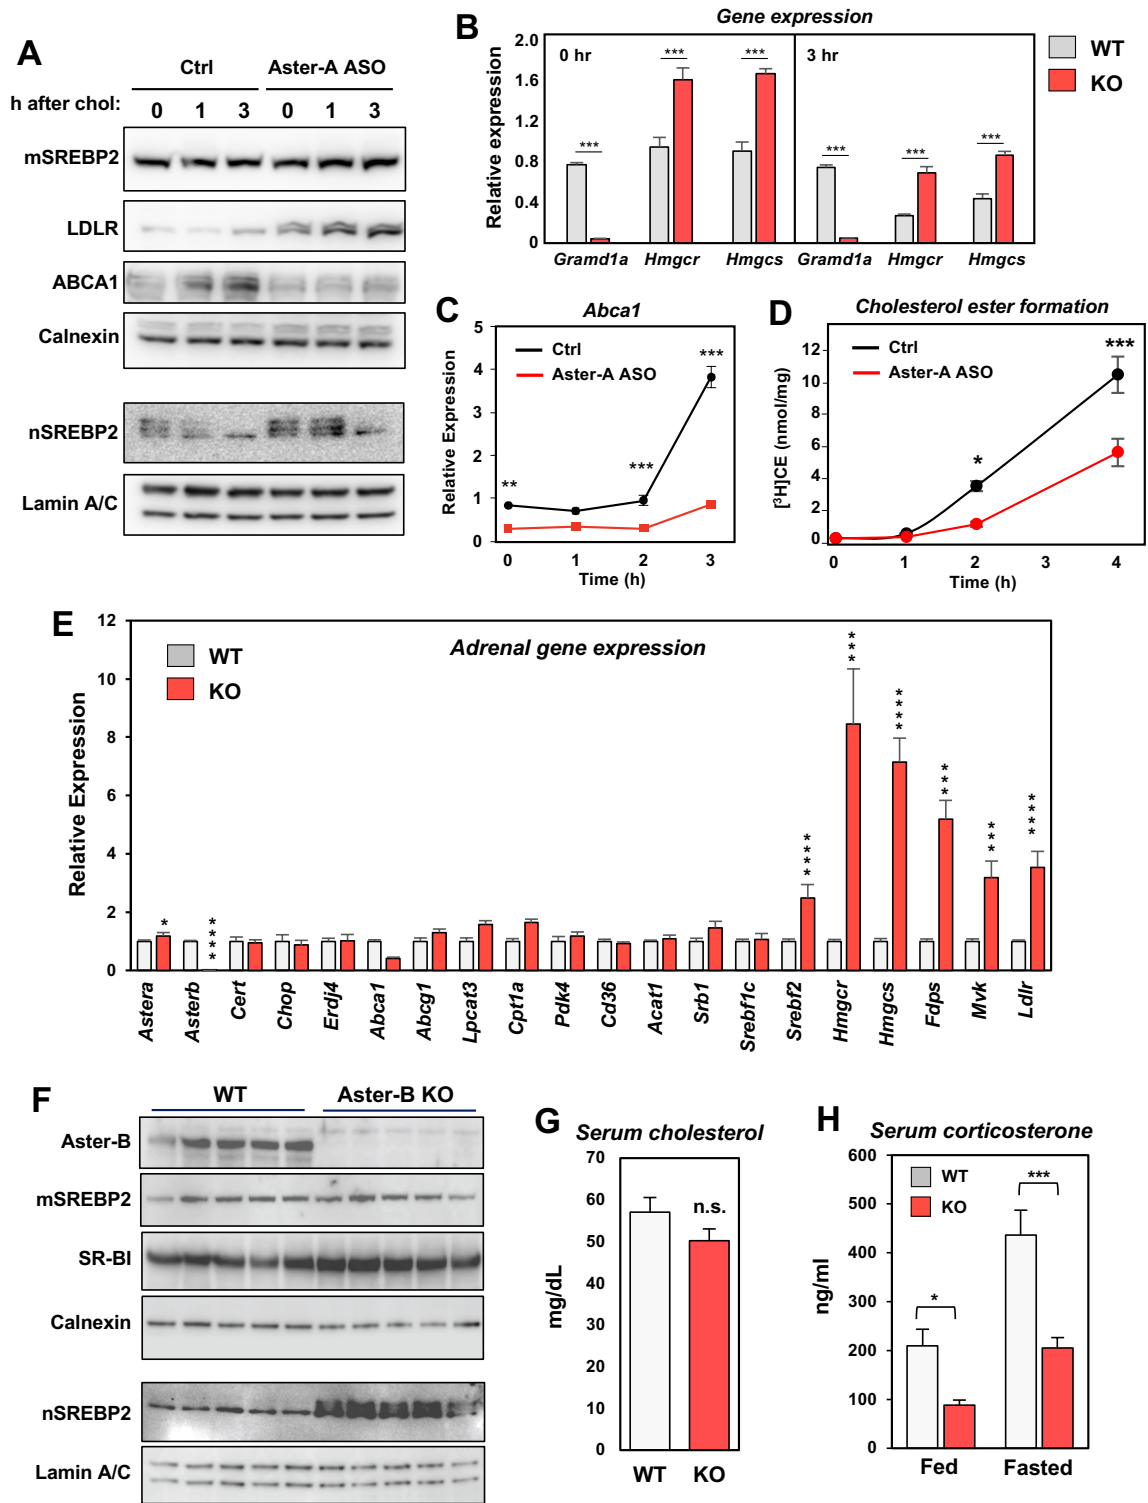 A
Ctrl Aster-A ASO
h after chol: 0 1 3 0 1 3
mSREBP2
LDLR
ABCA1
Calnexin
nSREBP2
Lamin A/C
B
Gene expression
Relative expression
2.0
1.6
1.2
0.8
0.4
0
0 hr
3 hr
***
***
***
***
***
***
Gramd1a Hmgcr Hmgcs Gramd1a Hmgcr Hmgcs
WT
KO
C
Abca1
Relative Expression
5
4
3
2
1
0
Ctrl
Aster-A ASO
**
***
***
0 1 2 3
Time (h)
D
Cholesterol ester formation
[³H]CE (nmol/mg)
12
10
8
6
4
2
0
Ctrl
Aster-A ASO
*
***
0 1 2 3 4
Time (h)
E
Adrenal gene expression
Relative Expression
12
10
8
6
4
2
0
WT
KO
*
****
****
***
****
***
***
****
Astera Asterb Cert Chop Erdj4 Abca1 Abcg1 Lpcat3 Cpt1a Pdk4 Cd36 Acat1 Srb1 Srebf1c Srebf2 Hmgcr Hmgcs Fdps Mvk Ldlr
F
WT Aster-B KO
Aster-B
mSREBP2
SR-BI
Calnexin
nSREBP2
Lamin A/C
G
Serum cholesterol
mg/dL
70
60
50
40
30
20
10
0
n.s.
WT KO
H
Serum corticosterone
ng/ml
600
500
400
300
200
100
0
WT
KO
*
***
Fed Fasted